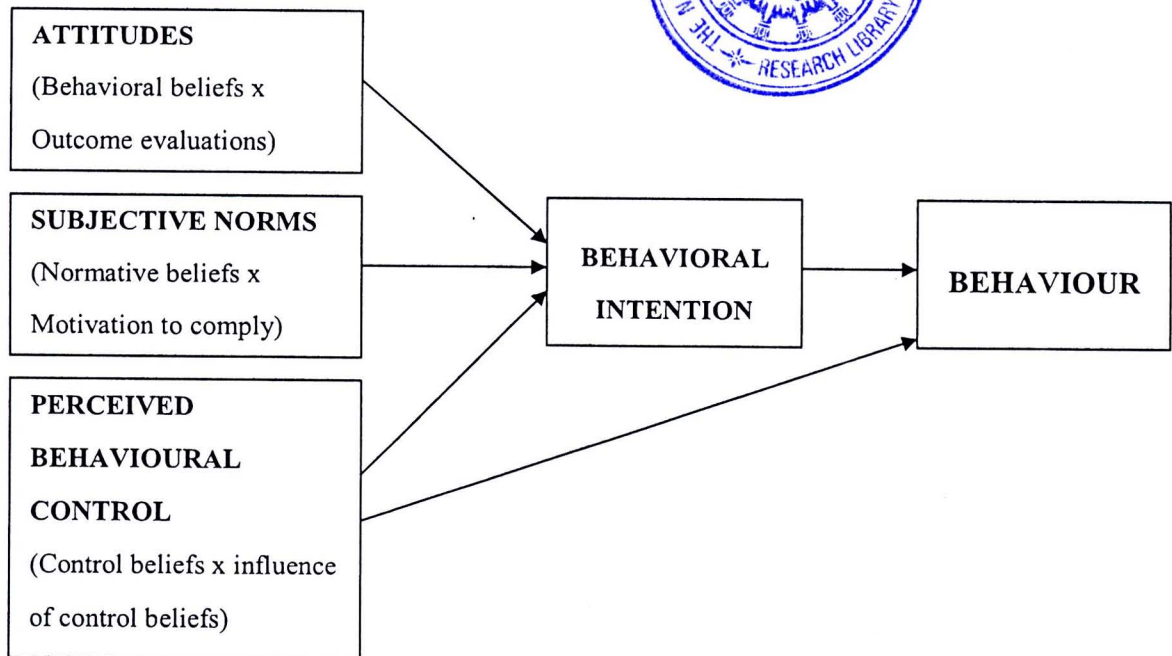 THE N
RESEARCH LIBRARY
ATTITUDES
(Behavioral beliefs x
Outcome evaluations)
SUBJECTIVE NORMS
(Normative beliefs x
Motivation to comply)
PERCEIVED
BEHAVIOURAL
CONTROL
(Control beliefs x influence
of control beliefs)
BEHAVIORAL
INTENTION
BEHAVIOUR